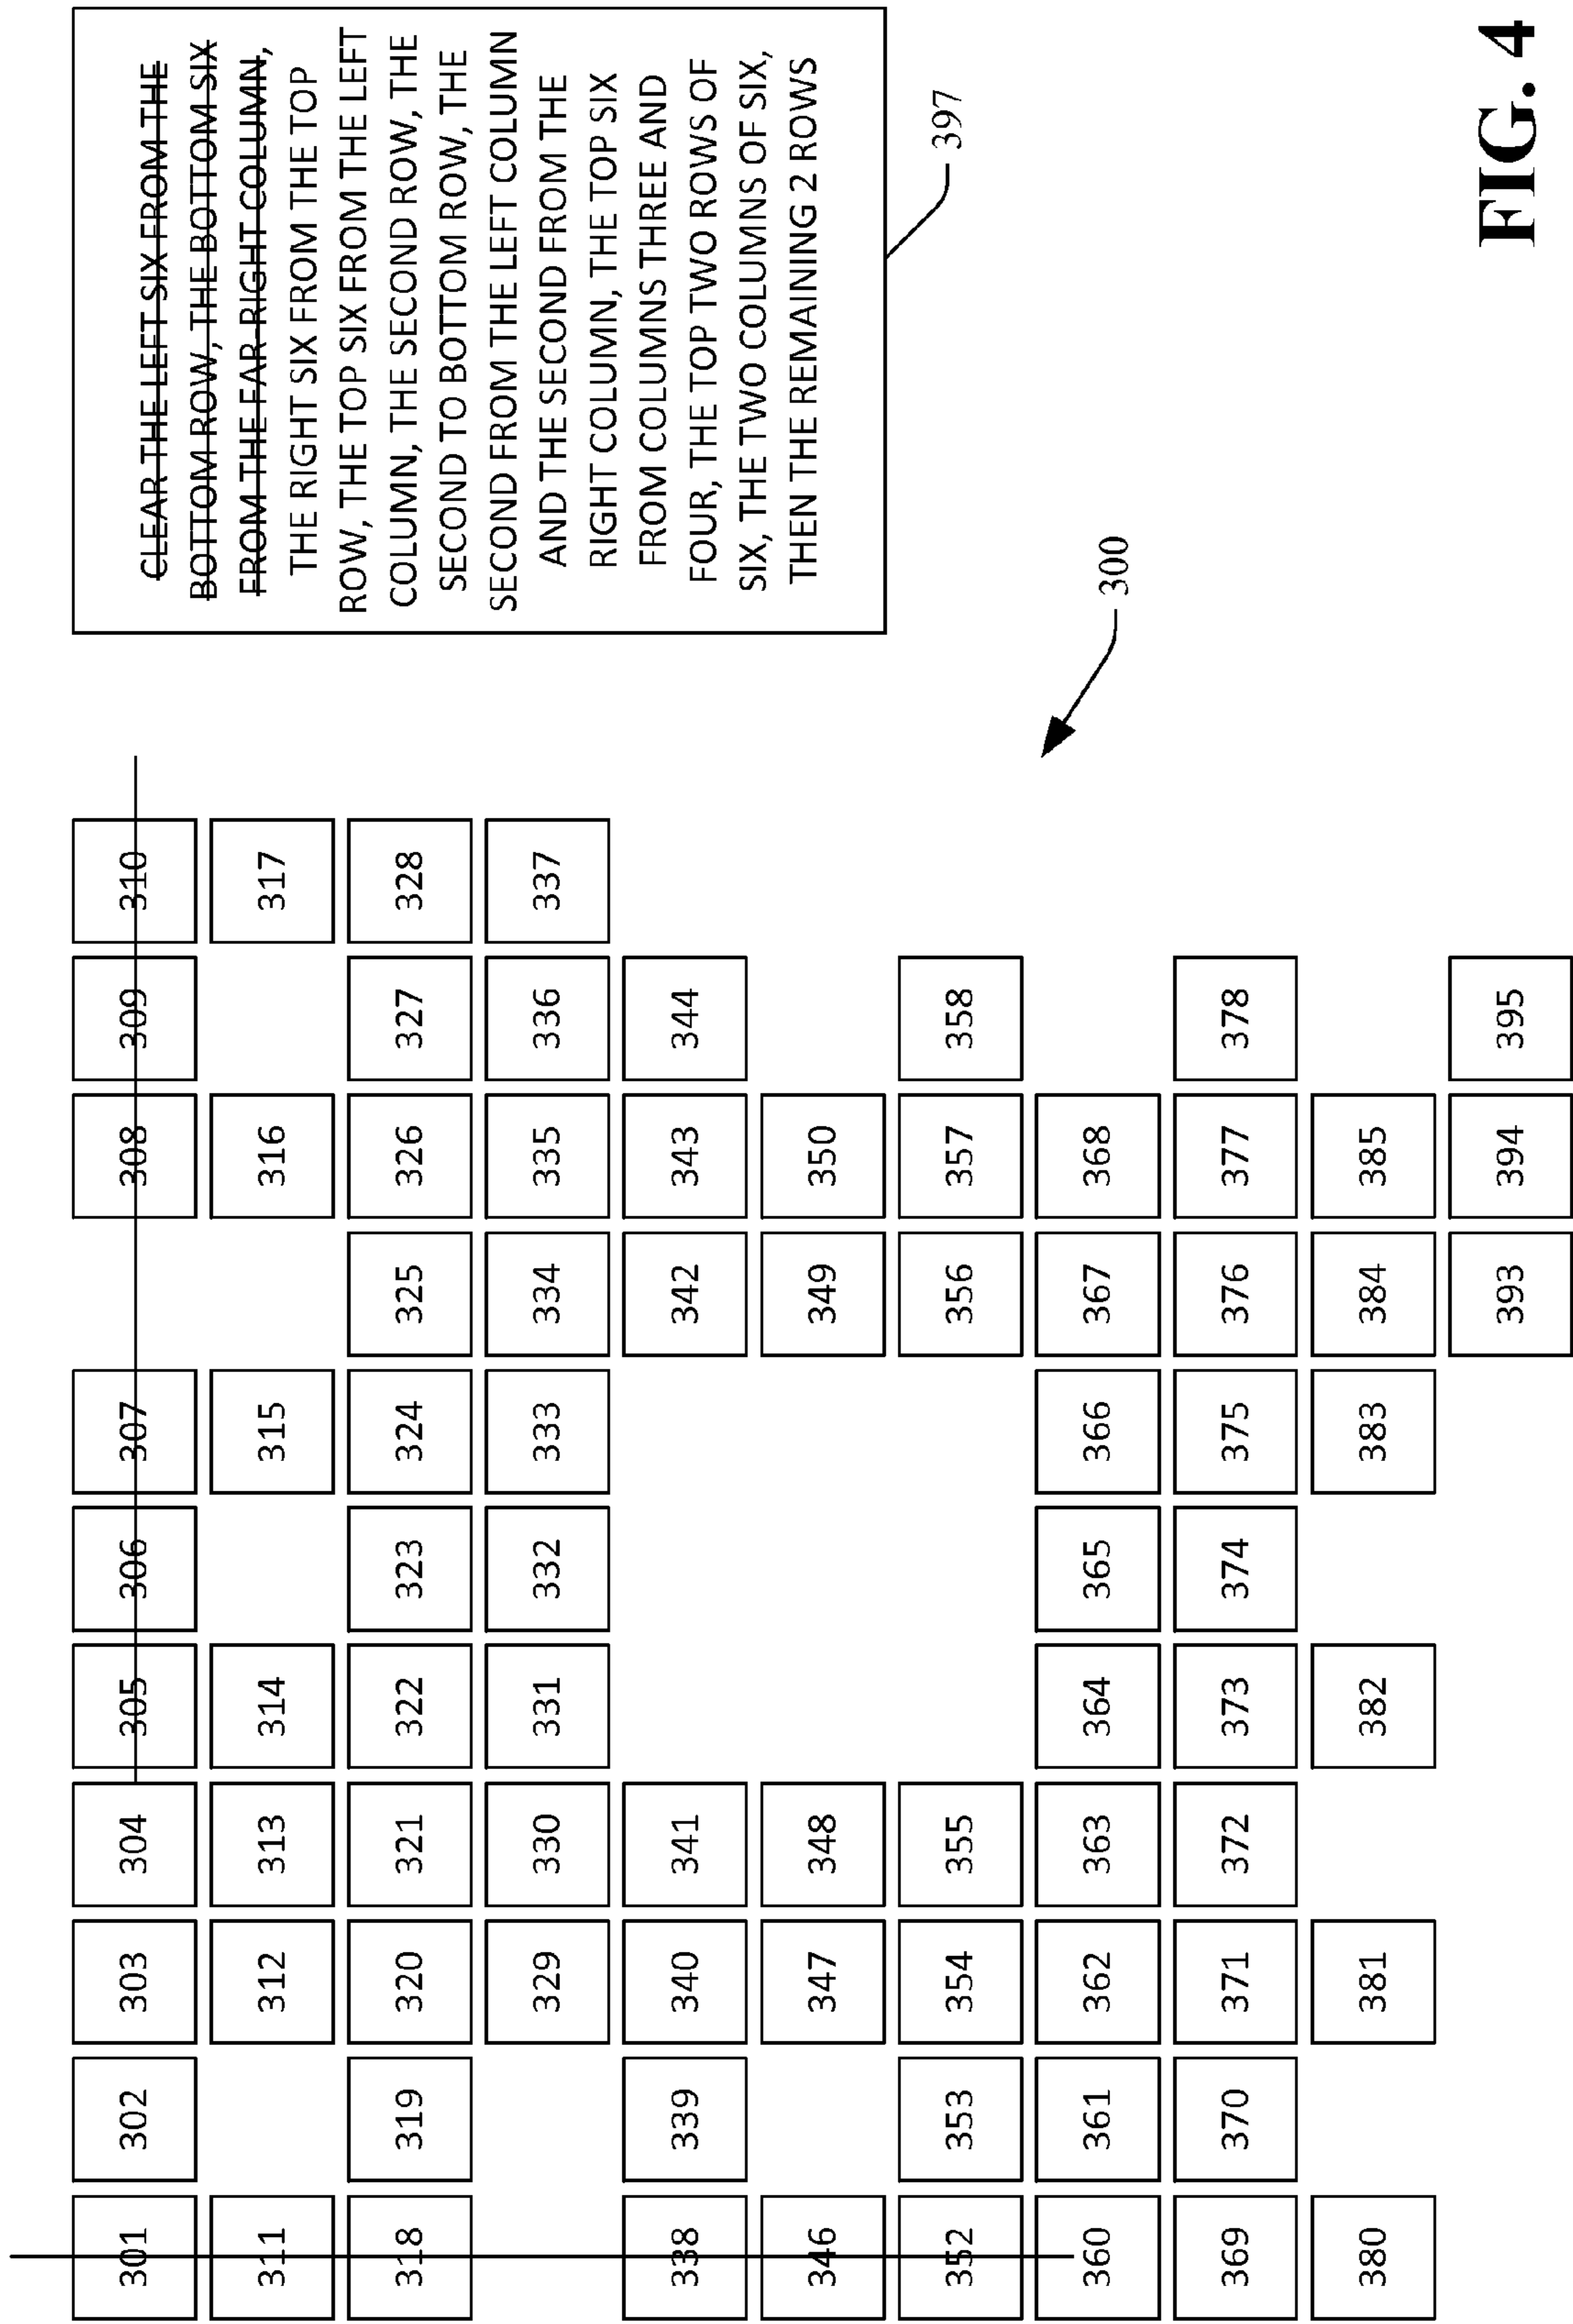 301 302 303 304 305 306 307 308 309 310
311 312 313 314 315 316 317
318 319 320 321 322 323 324 325 326 327 328
329 330 331 332 333 334 335 336 337
338 339 340 341 342 343 344
346 347 348 349 350
352 353 354 355 356 357 358
360 361 362 363 364 365 366 367 368
369 370 371 372 373 374 375 376 377 378
380 381 382 383 384 385
393 394 395
CLEAR THE LEFT SIX FROM THE
BOTTOM ROW, THE BOTTOM SIX
FROM THE FAR-RIGHT COLUMN,
THE RIGHT SIX FROM THE TOP
ROW, THE TOP SIX FROM THE LEFT
COLUMN, THE SECOND ROW, THE
SECOND TO BOTTOM ROW, THE
SECOND FROM THE LEFT COLUMN
AND THE SECOND FROM THE
RIGHT COLUMN, THE TOP SIX
FROM COLUMNS THREE AND
FOUR, THE TOP TWO ROWS OF
SIX, THE TWO COLUMNS OF SIX,
THEN THE REMAINING 2 ROWS
397
300
FIG. 4